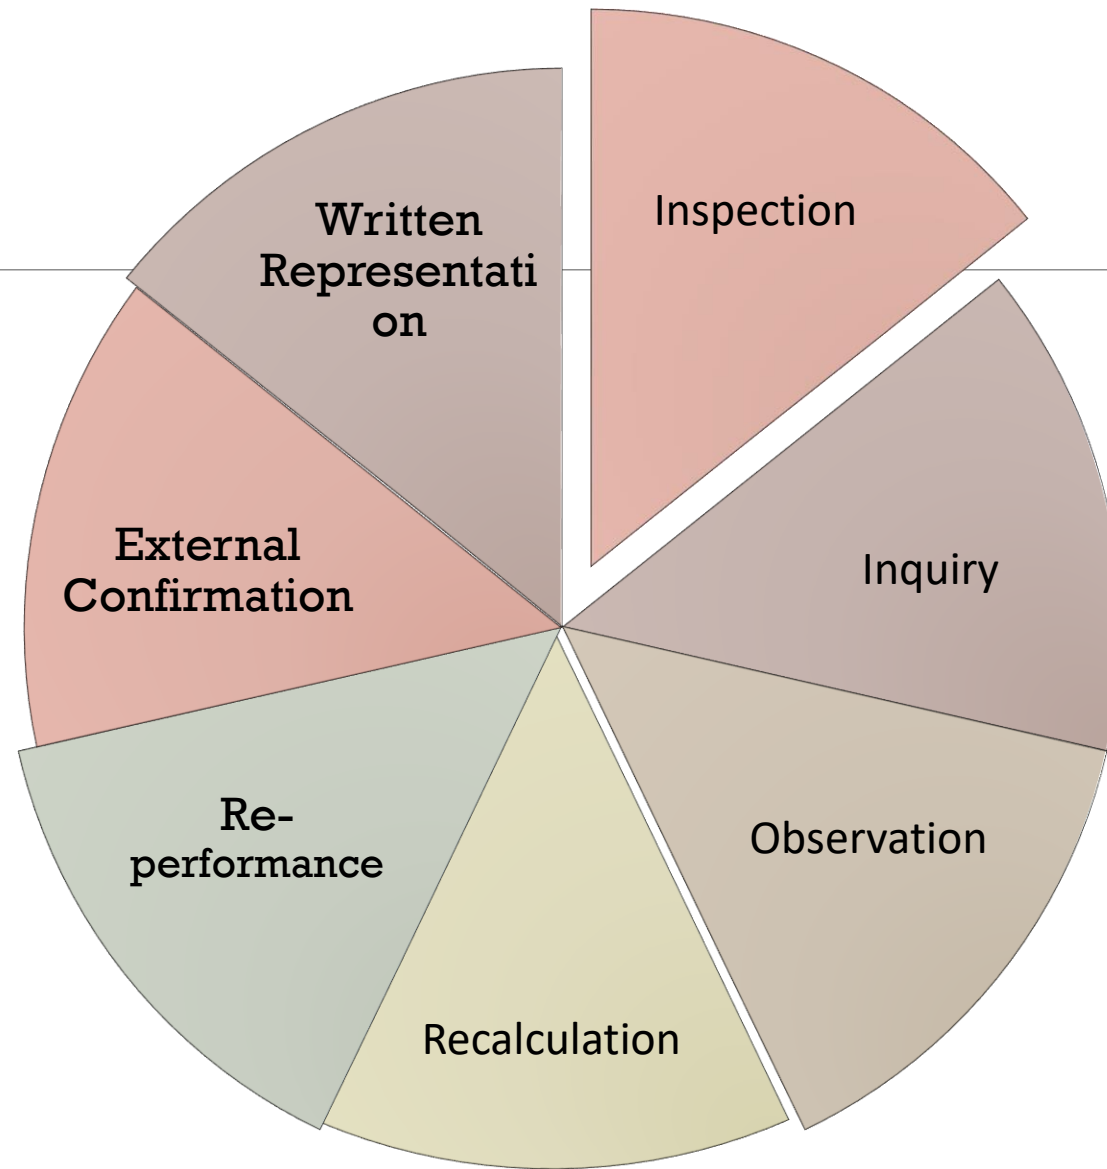 Inspection
Inquiry
Observation
Recalculation
Re-
performance
External
Confirmation
Written
Representati
on